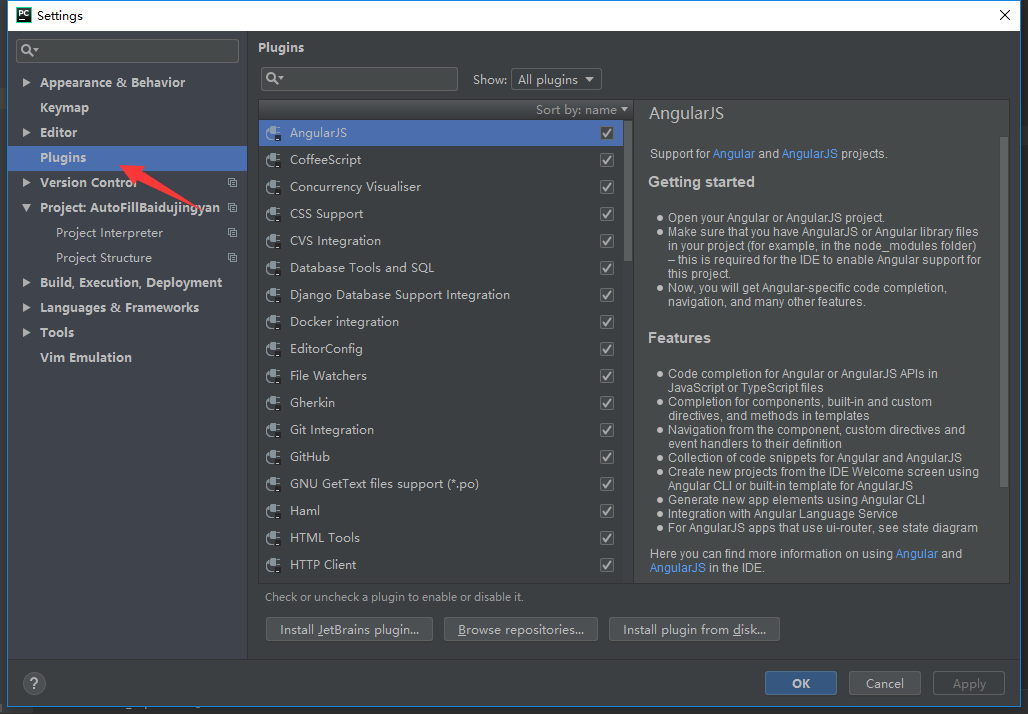 PC Settings
Appearance & Behavior
Keymap
Editor
Plugins
Version Control
Project: AutoFillBaidujingyan
Project Interpreter
Project Structure
Build, Execution, Deployment
Languages & Frameworks
Tools
Vim Emulation
Plugins
Show: All plugins
Sort by: name
AngularJS
CoffeeScript
Concurrency Visualiser
CSS Support
CVS Integration
Database Tools and SQL
Django Database Support Integration
Docker integration
EditorConfig
File Watchers
Gherkin
Git Integration
GitHub
GNU GetText files support (*.po)
Haml
HTML Tools
HTTP Client
AngularJS
Support for Angular and AngularJS projects.
Getting started
● Open your Angular or AngularJS project.
● Make sure that you have AngularJS or Angular library files
in your project (for example, in the node_modules folder)
– this is required for the IDE to enable Angular support for
this project.
● Now, you will get Angular-specific code completion,
navigation, and many other features.
Features
● Code completion for Angular or AngularJS APIs in
JavaScript or TypeScript files
● Completion for components, built-in and custom
directives, and methods in templates
● Navigation from the component, custom directives and
event handlers to their definition
● Collection of code snippets for Angular and AngularJS
● Create new projects from the IDE Welcome screen using
Angular CLI or built-in template for AngularJS
● Generate new app elements using Angular CLI
● Integration with Angular Language Service
● For AngularJS apps that use ui-router, see state diagram
Here you can find more information on using Angular and
AngularJS in the IDE.
Check or uncheck a plugin to enable or disable it.
Install JetBrains plugin...
Browse repositories...
Install plugin from disk...
?
OK
Cancel
Apply